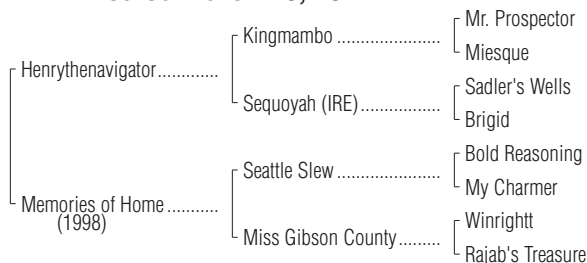 Mr. Prospector
Kingmambo ..................
Miesque
Henrythenavigator............
Sadler's Wells
Sequoyah (IRE) ................
Brigid
Bold Reasoning
Seattle Slew ..................
My Charmer
Memories of Home..........
(1998)
Winrightt
Miss Gibson County.........
Rajab's Treasure